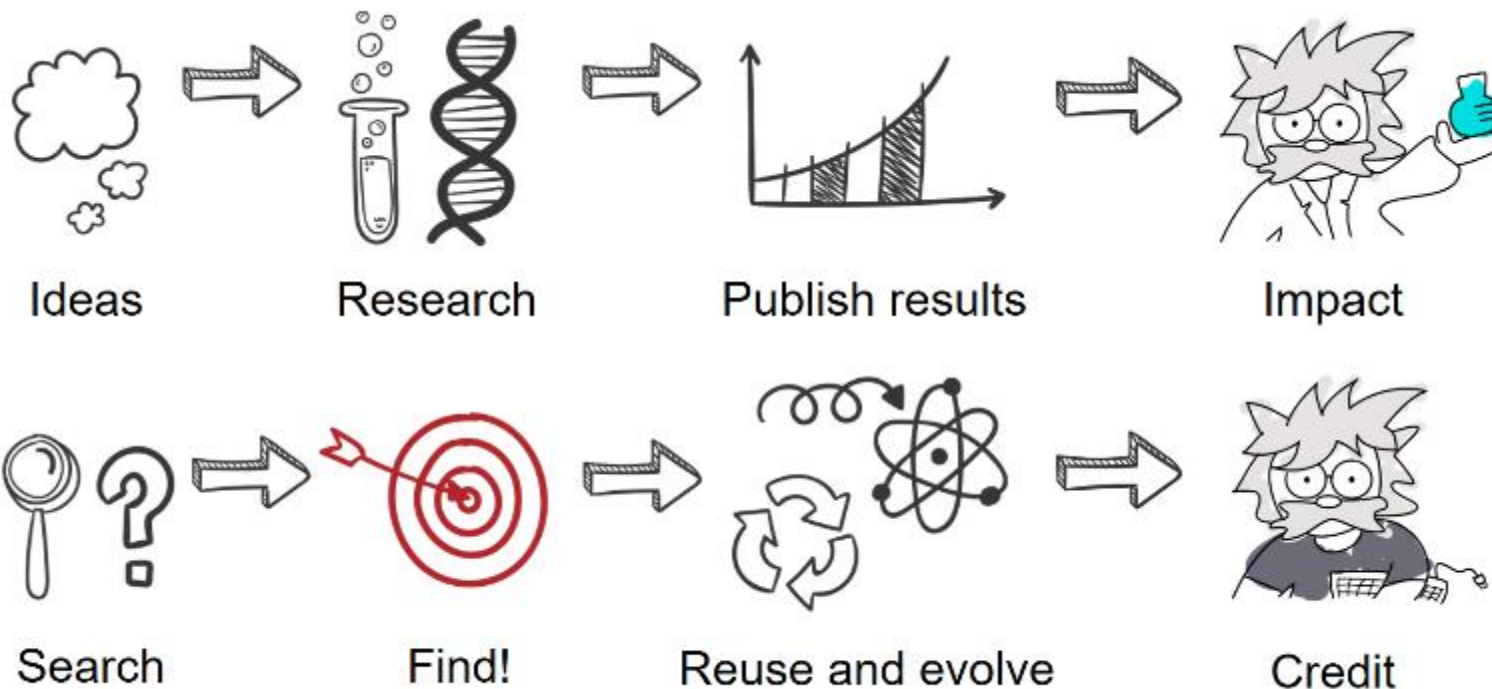 Ideas
Research
Publish results
Impact
Search
Find!
Reuse and evolve
Credit